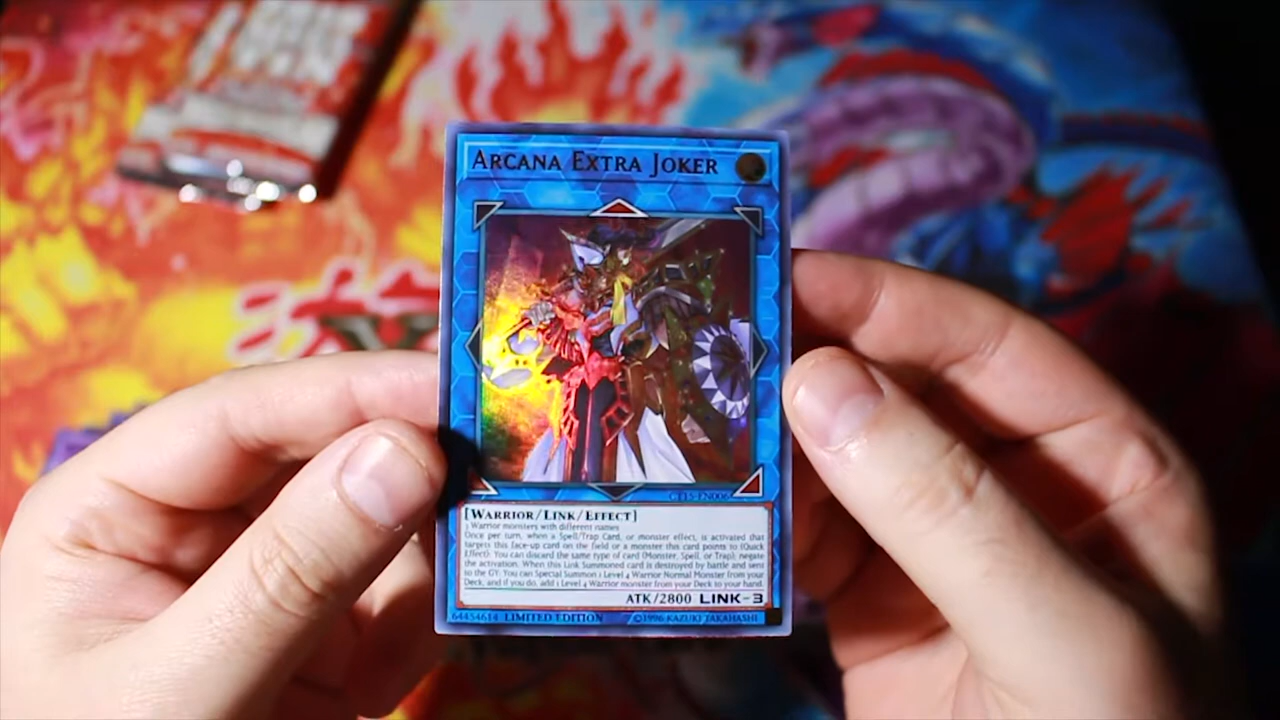 ARCANA EXTRA JOKER
CT15-EN006
[WARRIOR/LINK/EFFECT]
3 Warrior monsters with different names
Once per turn, when a Spell/Trap Card, or monster effect, is activated that
targets this face-up card on the field or a monster this card points to (Quick
Effect): You can discard the same type of card (Monster, Spell, or Trap); negate
the activation. When this Link Summoned card is destroyed by battle and sent
to the GY: You can Special Summon 1 Level 4 Warrior Normal Monster from your
Deck, and if you do, add 1 Level 4 Warrior monster from your Deck to your hand.
ATK/2800 LINK-3
64454614 LIMITED EDITION ©1996 KAZUKI TAKAHASHI